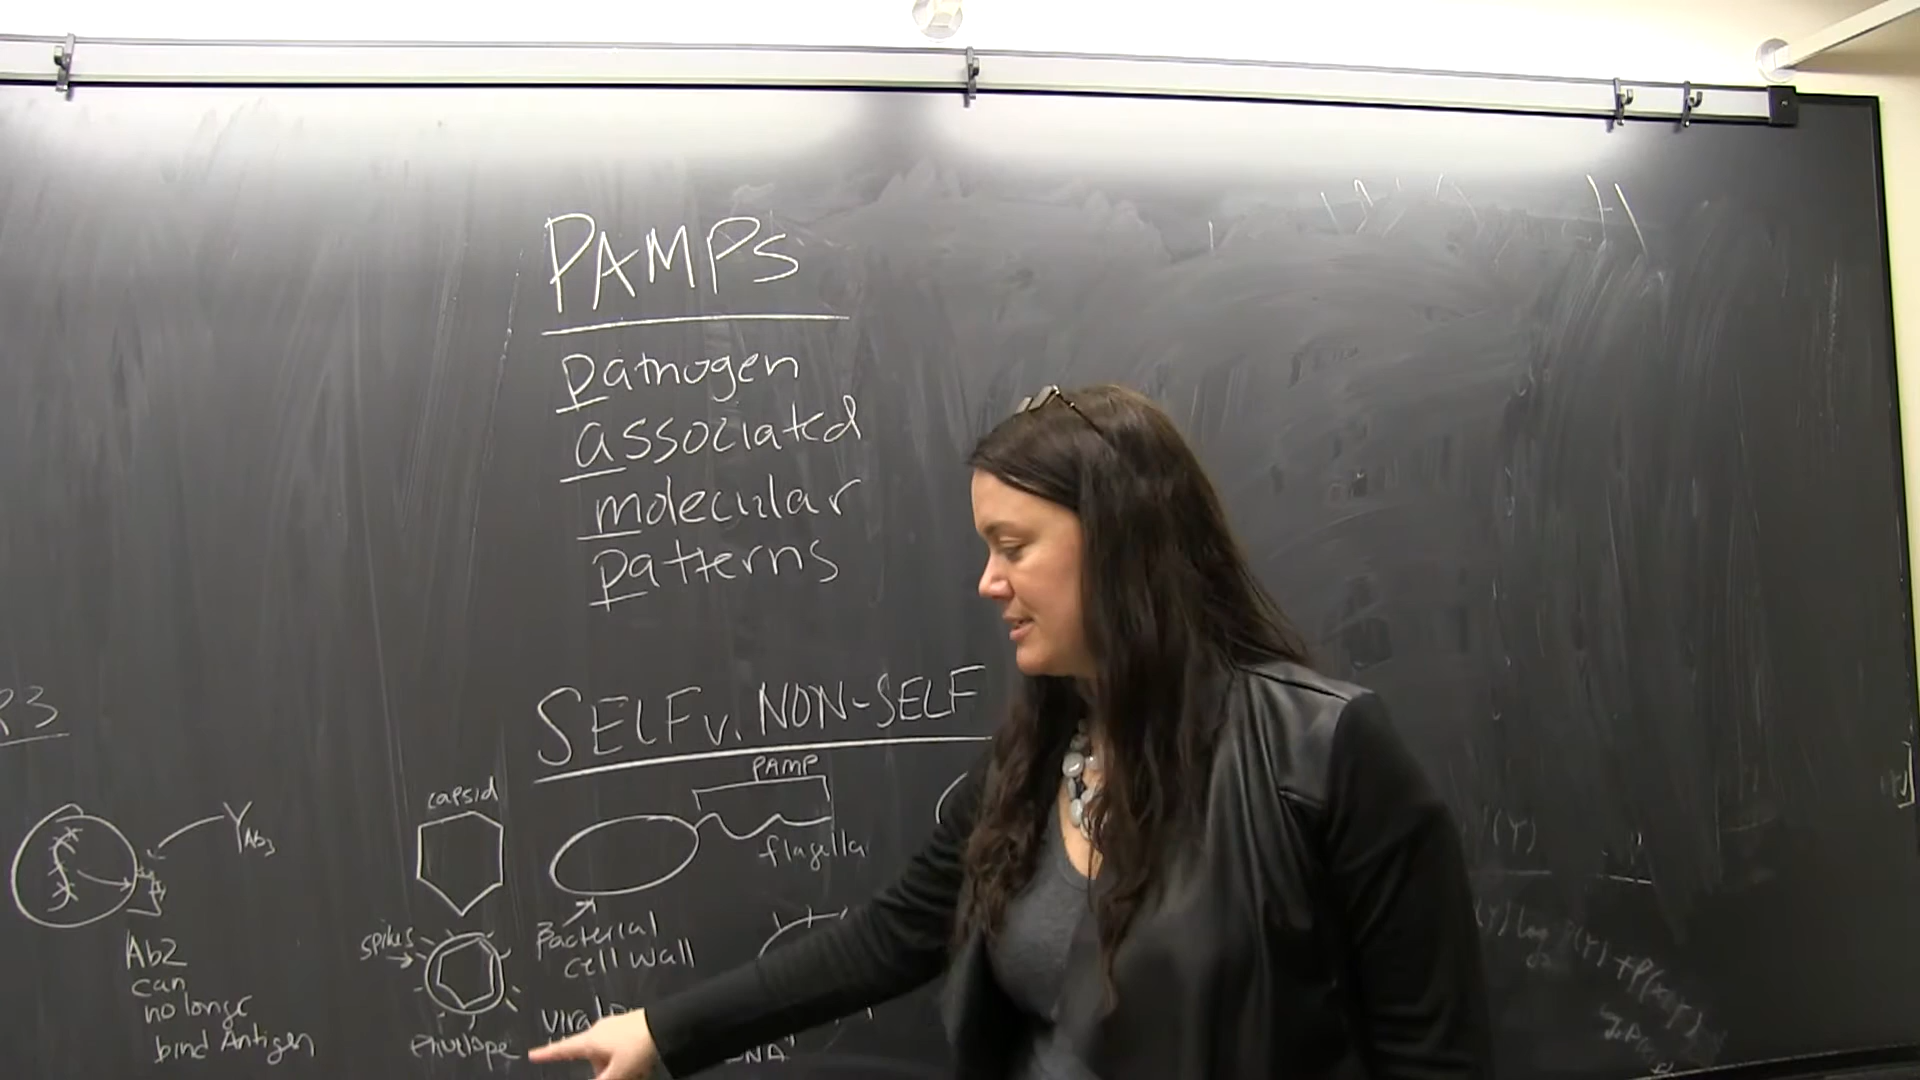 PAMPs
pathogen
associated
molecular
patterns
SELF v. NON-SELF
PAMP
capsid
flagella
Ab3
spikes
Bacterial
cell wall
Ab2
can
no longer
bind Antigen
envelope